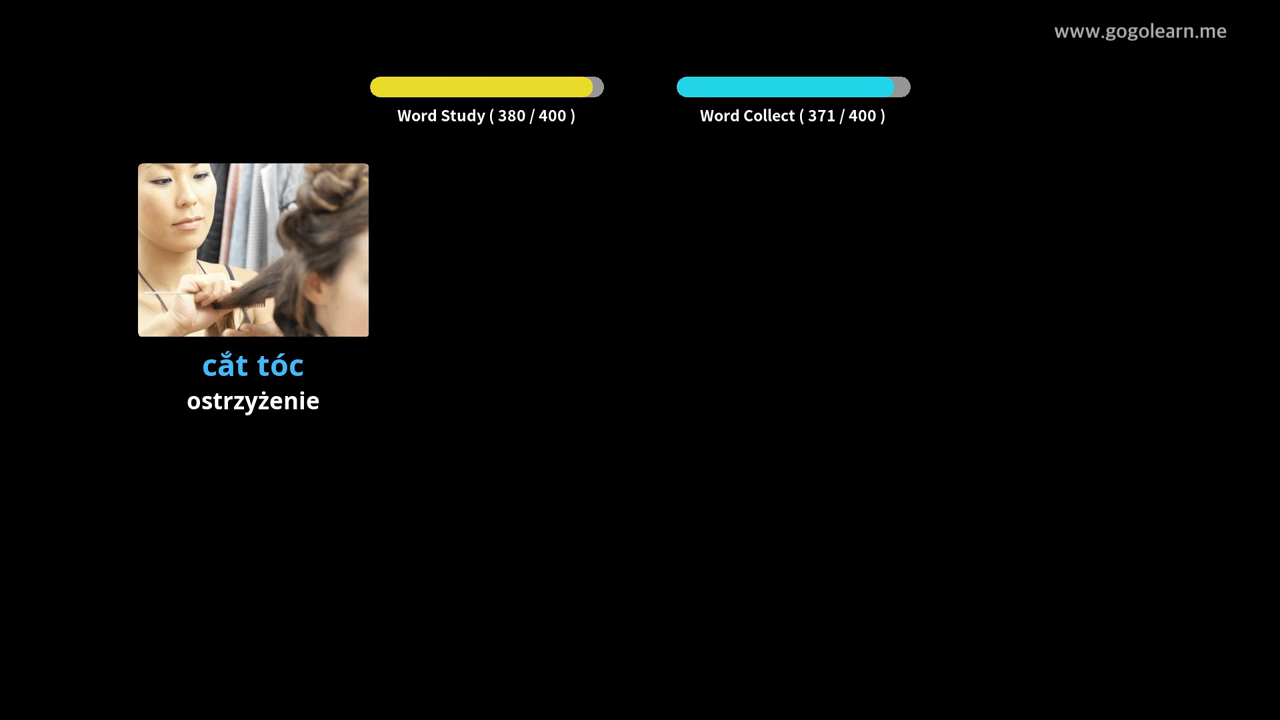 www.gogolearn.me
Word Study ( 380 / 400 )
Word Collect ( 371 / 400 )
cắt tóc
ostrzyżenie